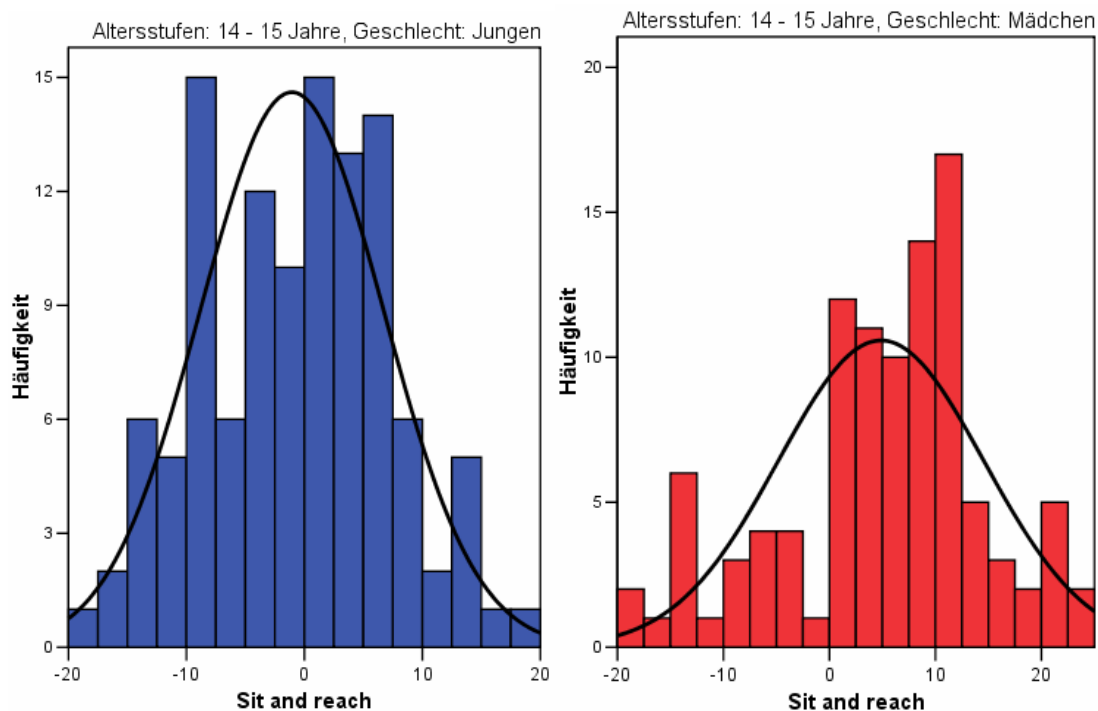 Altersstufen: 14 - 15 Jahre, Geschlecht: Jungen
15
12
9
6
3
0
Häufigkeit
-20 -10 0 10 20
Sit and reach
Altersstufen: 14 - 15 Jahre, Geschlecht: Mädchen
20
15
10
5
0
Häufigkeit
-20 -10 0 10 20
Sit and reach